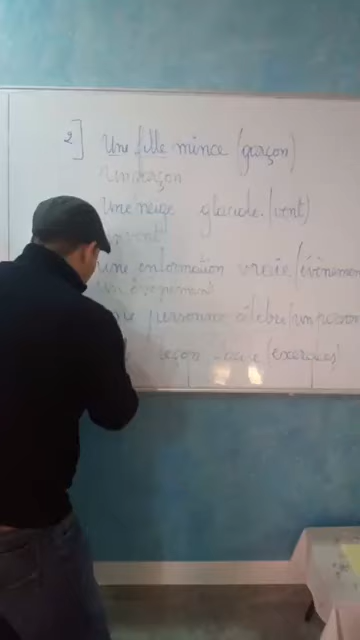 2] Une fille mince (garçon)
Un garçon
Une neige glaciale. (vent)
un vent
une information vraie (événemen
un événement
personne célèbre (un person
leçon (exercices)